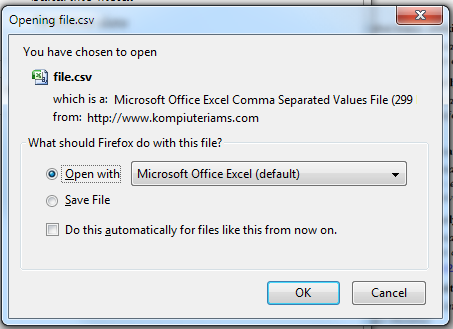 Opening file.csv
You have chosen to open
file.csv
which is a: Microsoft Office Excel Comma Separated Values File (299
from: http://www.kompiuteriams.com
What should Firefox do with this file?
Open with
Microsoft Office Excel (default)
Save File
Do this automatically for files like this from now on.
OK
Cancel